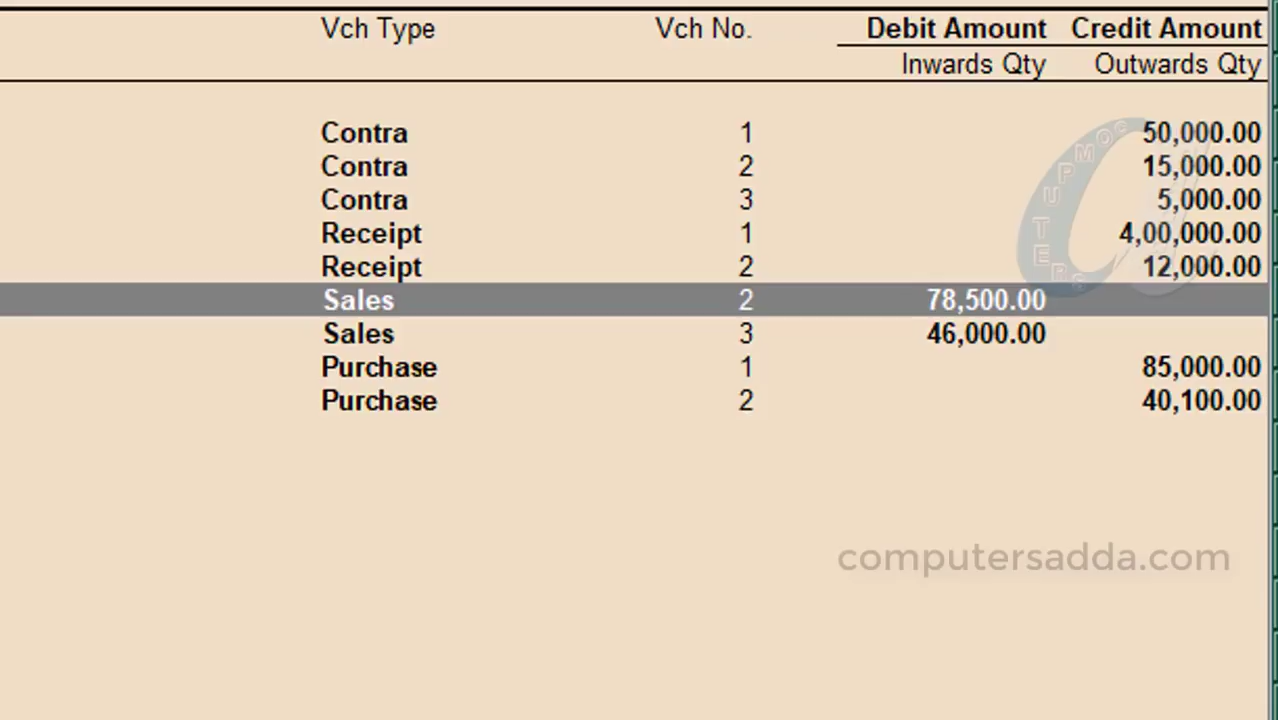 Vch Type Vch No. Debit Amount Credit Amount
Inwards Qty Outwards Qty
Contra 1 50,000.00
Contra 2 15,000.00
Contra 3 5,000.00
Receipt 1 4,00,000.00
Receipt 2 12,000.00
Sales 2 78,500.00
Sales 3 46,000.00
Purchase 1 85,000.00
Purchase 2 40,100.00
COMPUTERS
computersadda.com